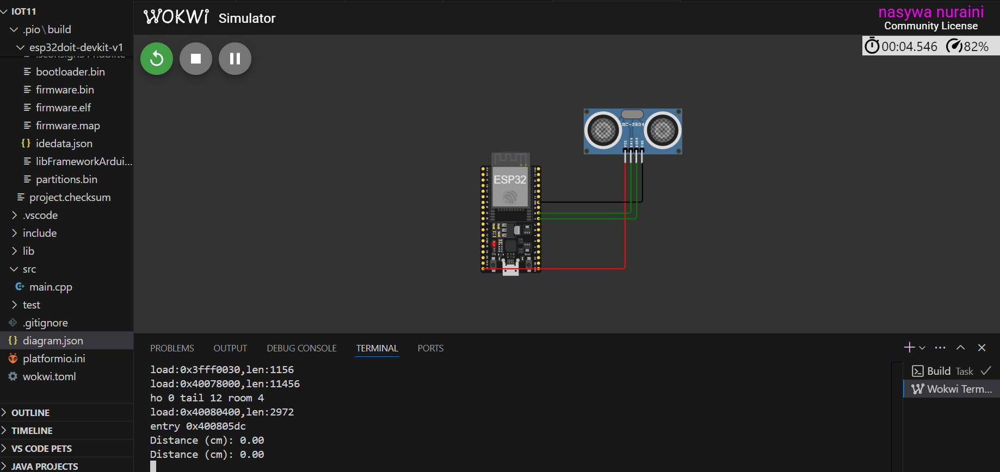 IOT11
.pio\build
esp32doit-devkit-v1
bootloader.bin
firmware.bin
firmware.elf
firmware.map
{} idedata.json
libFrameworkArdui...
partitions.bin
project.checksum
.vscode
include
lib
src
main.cpp
test
.gitignore
{} diagram.json
platformio.ini
wokwi.toml
OUTLINE
TIMELINE
VS CODE PETS
JAVA PROJECTS
WOKWi Simulator
nasywa nuraini
Community License
00:04.546 82%
HC-SR04
ESP32
PROBLEMS OUTPUT DEBUG CONSOLE TERMINAL PORTS
load:0x3fff0030,len:1156
load:0x40078000,len:11456
ho 0 tail 12 room 4
load:0x40080400,len:2972
entry 0x400805dc
Distance (cm): 0.00
Distance (cm): 0.00
Build Task
Wokwi Term...